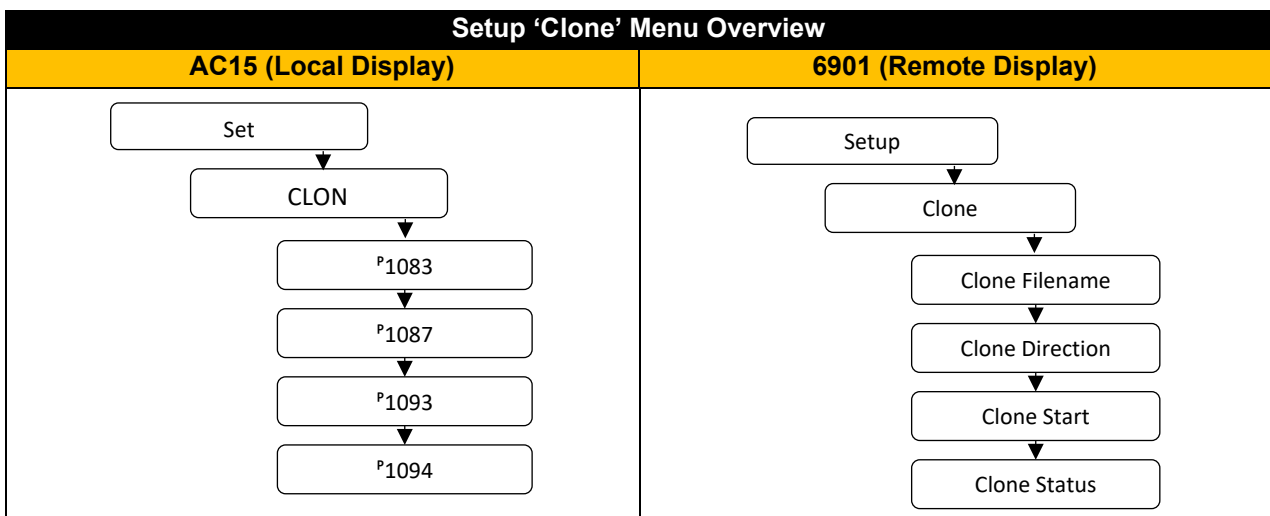 Setup ‘Clone’ Menu Overview
AC15 (Local Display)
6901 (Remote Display)
Set
CLON
ᴾ1083
ᴾ1087
ᴾ1093
ᴾ1094
Setup
Clone
Clone Filename
Clone Direction
Clone Start
Clone Status